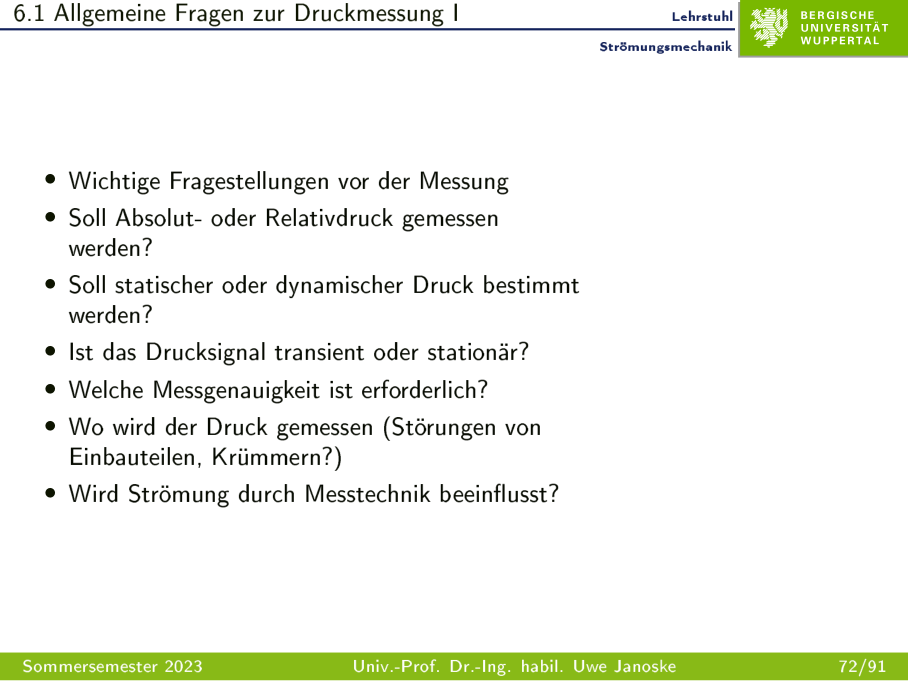 6.1 Allgemeine Fragen zur Druckmessung I
Lehrstuhl
Strömungsmechanik
BERGISCHE
UNIVERSITÄT
WUPPERTAL
• Wichtige Fragestellungen vor der Messung
• Soll Absolut- oder Relativdruck gemessen
werden?
• Soll statischer oder dynamischer Druck bestimmt
werden?
• Ist das Drucksignal transient oder stationär?
• Welche Messgenauigkeit ist erforderlich?
• Wo wird der Druck gemessen (Störungen von
Einbauteilen, Krümmern?)
• Wird Strömung durch Messtechnik beeinflusst?
Sommersemester 2023
Univ.-Prof. Dr.-Ing. habil. Uwe Janoske
72/91